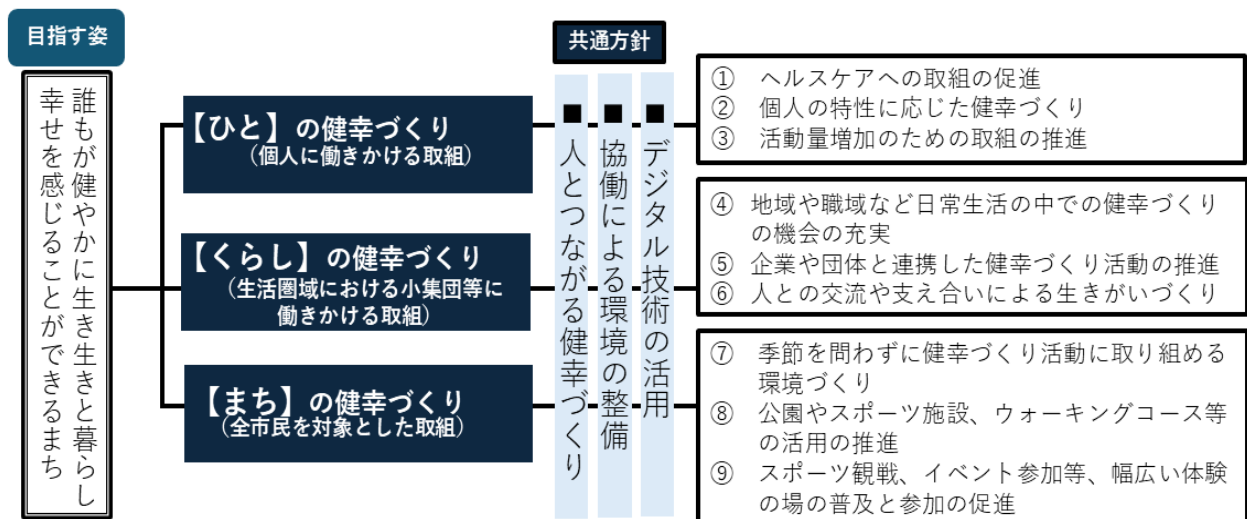 目指す姿
誰もが健やかに生き生きと暮らし
幸せを感じることができるまち
【ひと】の健幸づくり
（個人に働きかける取組）
【くらし】の健幸づくり
（生活圏域における小集団等に
働きかける取組）
【まち】の健幸づくり
（全市民を対象とした取組）
共通方針
■人とつながる健幸づくり
■協働による環境の整備
■デジタル技術の活用
① ヘルスケアへの取組の促進
② 個人の特性に応じた健幸づくり
③ 活動量増加のための取組の推進
④ 地域や職域など日常生活の中での健幸づくり
の機会の充実
⑤ 企業や団体と連携した健幸づくり活動の推進
⑥ 人との交流や支え合いによる生きがいづくり
⑦ 季節を問わずに健幸づくり活動に取り組める
環境づくり
⑧ 公園やスポーツ施設、ウォーキングコース等
の活用の推進
⑨ スポーツ観戦、イベント参加等、幅広い体験
の場の普及と参加の促進